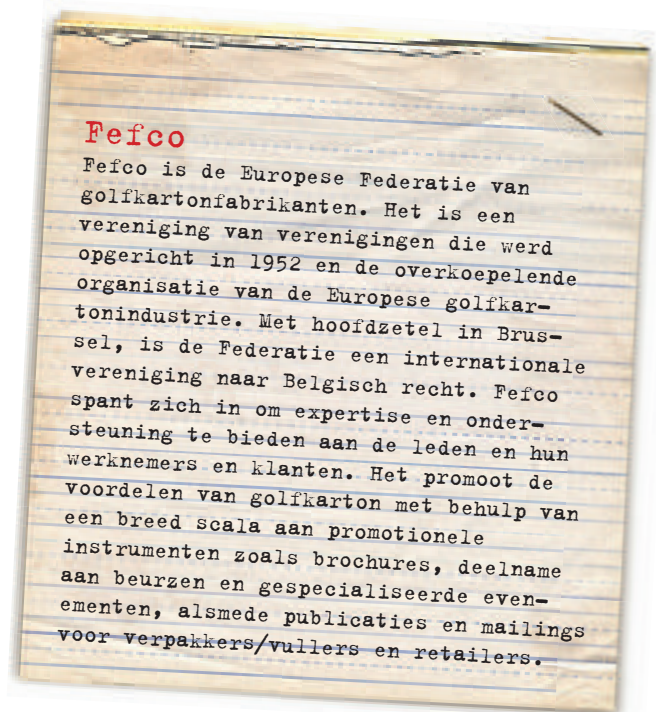 Fefco
Fefco is de Europese Federatie van
golfkartonfabrikanten. Het is een
vereniging van verenigingen die werd
opgericht in 1952 en de overkoepelende
organisatie van de Europese golfkar-
tonindustrie. Met hoofdzetel in Brus-
sel, is de Federatie een internationale
vereniging naar Belgisch recht. Fefco
spant zich in om expertise en onder-
steuning te bieden aan de leden en hun
werknemers en klanten. Het promoot de
voordelen van golfkarton met behulp van
een breed scala aan promotionele
instrumenten zoals brochures, deelname
aan beurzen en gespecialiseerde even-
ementen, alsmede publicaties en mailings
voor verpakkers/vullers en retailers.